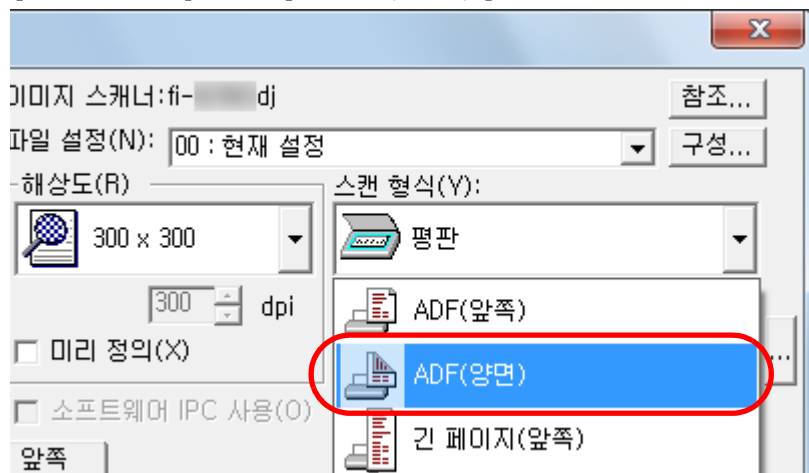 이미지 스캐너:fi- dj
참조...
파일 설정(N): 00 : 현재 설정
구성...
해상도(R)
스캔 형식(Y):
300 x 300
평판
300 dpi
ADF(앞쪽)
미리 정의(X)
ADF(양면)
...
소프트웨어 IPC 사용(O)
긴 페이지(앞쪽)
앞쪽